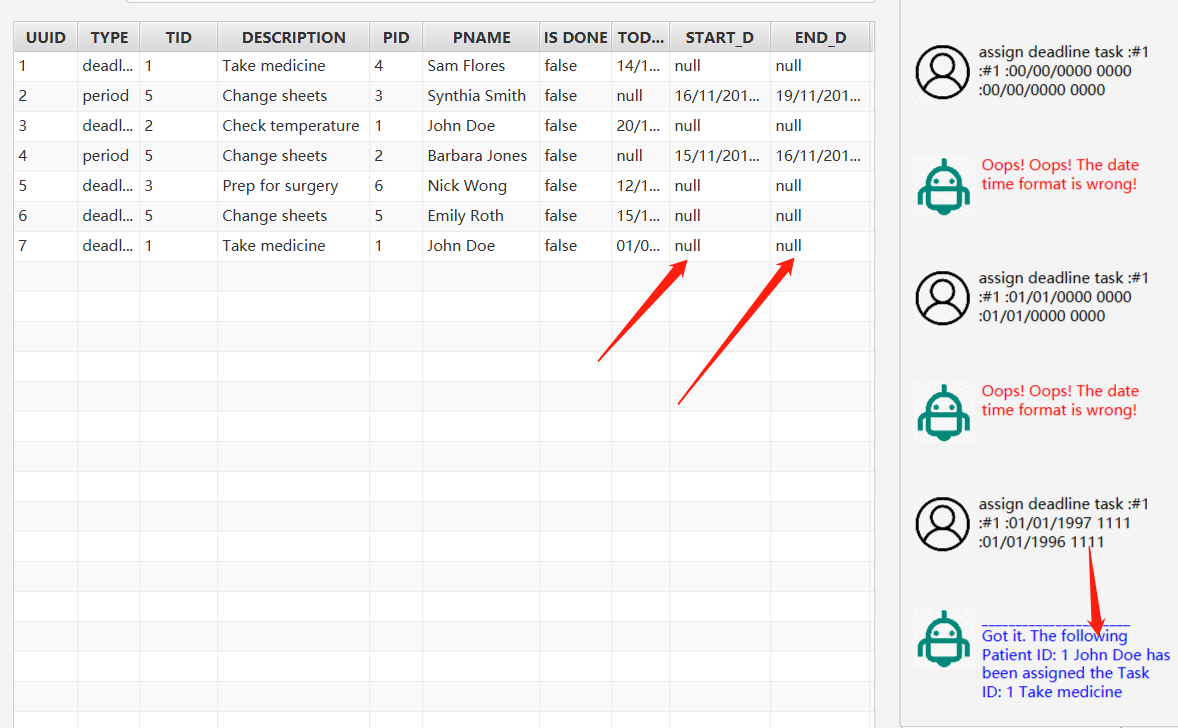 UUID TYPE TID DESCRIPTION PID PNAME IS DONE TOD... START_D END_D
1 deadl... 1 Take medicine 4 Sam Flores false 14/1... null null
2 period 5 Change sheets 3 Synthia Smith false null 16/11/201... 19/11/201...
3 deadl... 2 Check temperature 1 John Doe false 20/1... null null
4 period 5 Change sheets 2 Barbara Jones false null 15/11/201... 16/11/201...
5 deadl... 3 Prep for surgery 6 Nick Wong false 12/1... null null
6 deadl... 5 Change sheets 5 Emily Roth false 15/1... null null
7 deadl... 1 Take medicine 1 John Doe false 01/0... null null
assign deadline task :#1
:#1 :00/00/0000 0000
:00/00/0000 0000
Oops! Oops! The date
time format is wrong!
assign deadline task :#1
:#1 :01/01/0000 0000
:01/01/0000 0000
Oops! Oops! The date
time format is wrong!
assign deadline task :#1
:#1 :01/01/1997 1111
:01/01/1996 1111
Got it. The following
Patient ID: 1 John Doe has
been assigned the Task
ID: 1 Take medicine